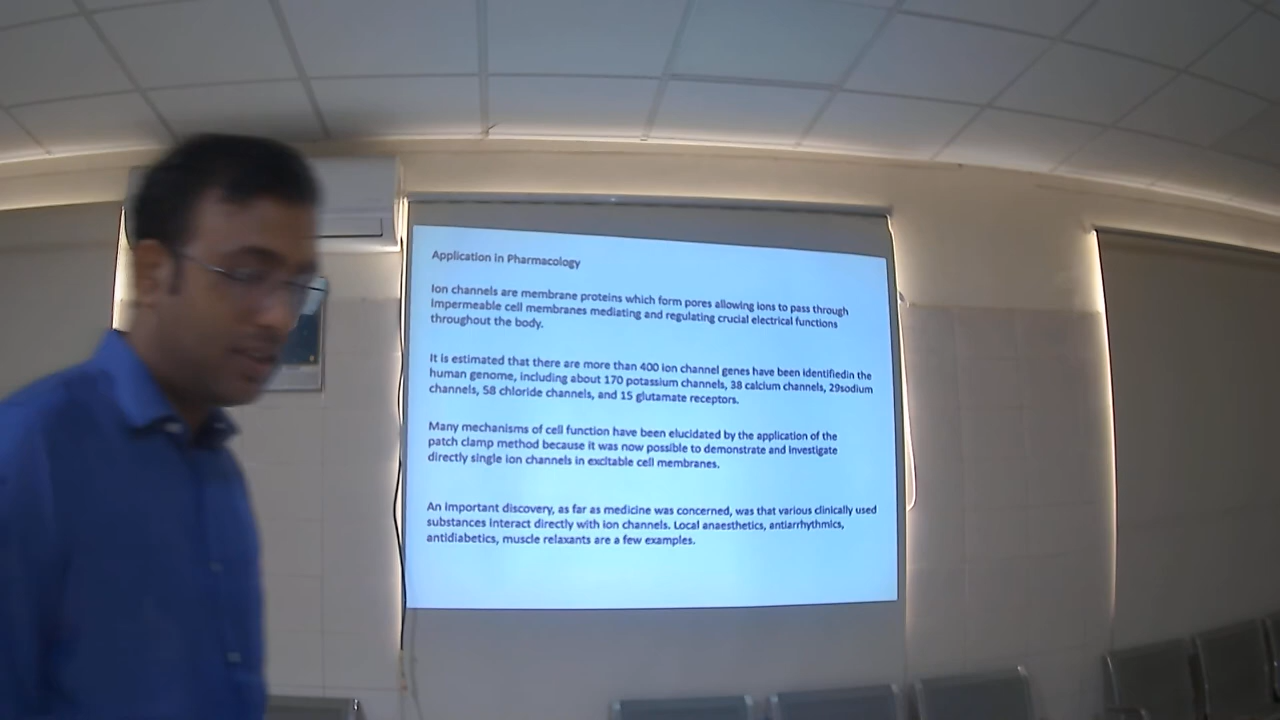 Application in Pharmacology
Ion channels are membrane proteins which form pores allowing ions to pass through
impermeable cell membranes mediating and regulating crucial electrical functions
throughout the body.
It is estimated that there are more than 400 ion channel genes have been identifiedin the
human genome, including about 170 potassium channels, 38 calcium channels, 29sodium
channels, 58 chloride channels, and 15 glutamate receptors.
Many mechanisms of cell function have been elucidated by the application of the
patch clamp method because it was now possible to demonstrate and investigate
directly single ion channels in excitable cell membranes.
An important discovery, as far as medicine was concerned, was that various clinically used
substances interact directly with ion channels. Local anaesthetics, antiarrhythmics,
antidiabetics, muscle relaxants are a few examples.